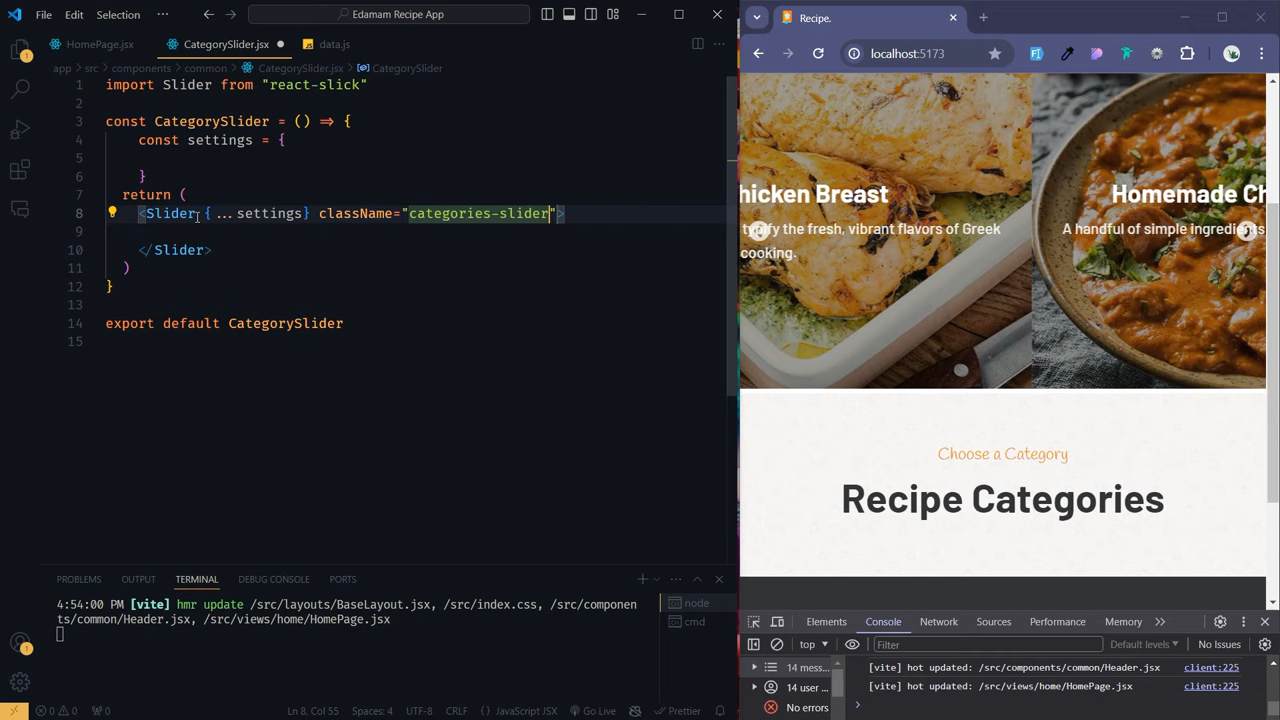 File Edit Selection ··· Edamam Recipe App
HomePage.jsx CategorySlider.jsx data.js
app > src > components > common > CategorySlider.jsx > CategorySlider
1 import Slider from "react-slick"
2
3 const CategorySlider = () => {
4 const settings = {
5
6 }
7 return (
8 <Slider {...settings} className="categories-slider">
9
10 </Slider>
11 )
12 }
13
14 export default CategorySlider
15
PROBLEMS OUTPUT TERMINAL DEBUG CONSOLE PORTS
4:54:00 PM [vite] hmr update /src/layouts/BaseLayout.jsx, /src/index.css, /src/componen
ts/common/Header.jsx, /src/views/home/HomePage.jsx
node
cmd
1
1
0 0 0 Ln 8, Col 55 Spaces: 4 UTF-8 CRLF {} JavaScript JSX Go Live Prettier
Recipe.
localhost:5173
hicken Breast
typify the fresh, vibrant flavors of Greek
cooking.
Homemade Ch
A handful of simple ingredients
Choose a Category
Recipe Categories
Elements Console Network Sources Performance Memory
top Filter Default levels No Issues
14 mess...
14 user ...
No errors
[vite] hot updated: /src/components/common/Header.jsx client:225
[vite] hot updated: /src/views/home/HomePage.jsx client:225